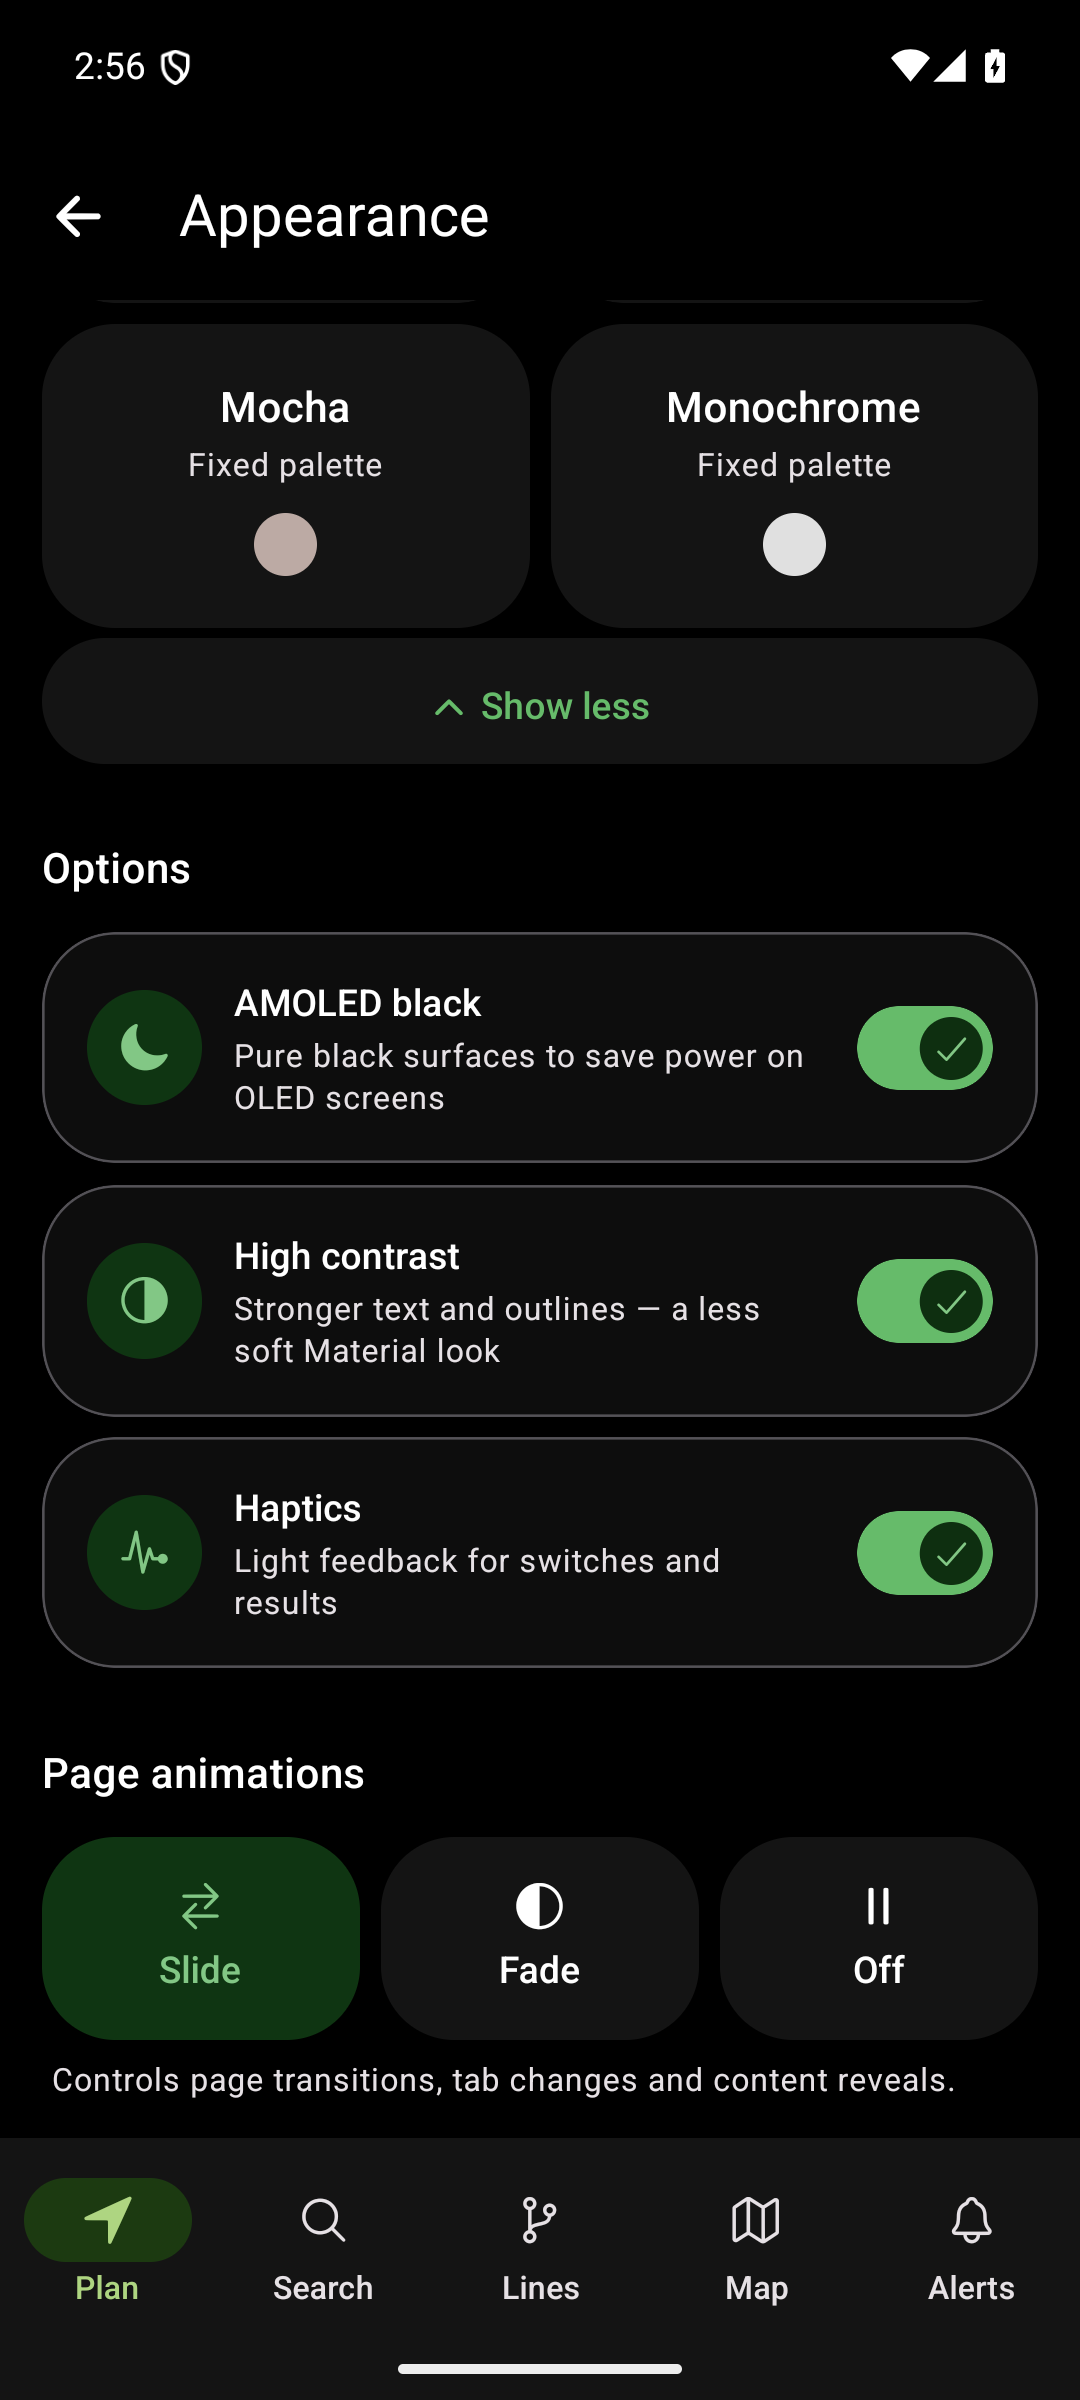 2:56
Appearance
Mocha
Fixed palette
Monochrome
Fixed palette
Show less
Options
AMOLED black
Pure black surfaces to save power on
OLED screens
High contrast
Stronger text and outlines — a less
soft Material look
Haptics
Light feedback for switches and
results
Page animations
Slide
Fade
Off
Controls page transitions, tab changes and content reveals.
Plan
Search
Lines
Map
Alerts